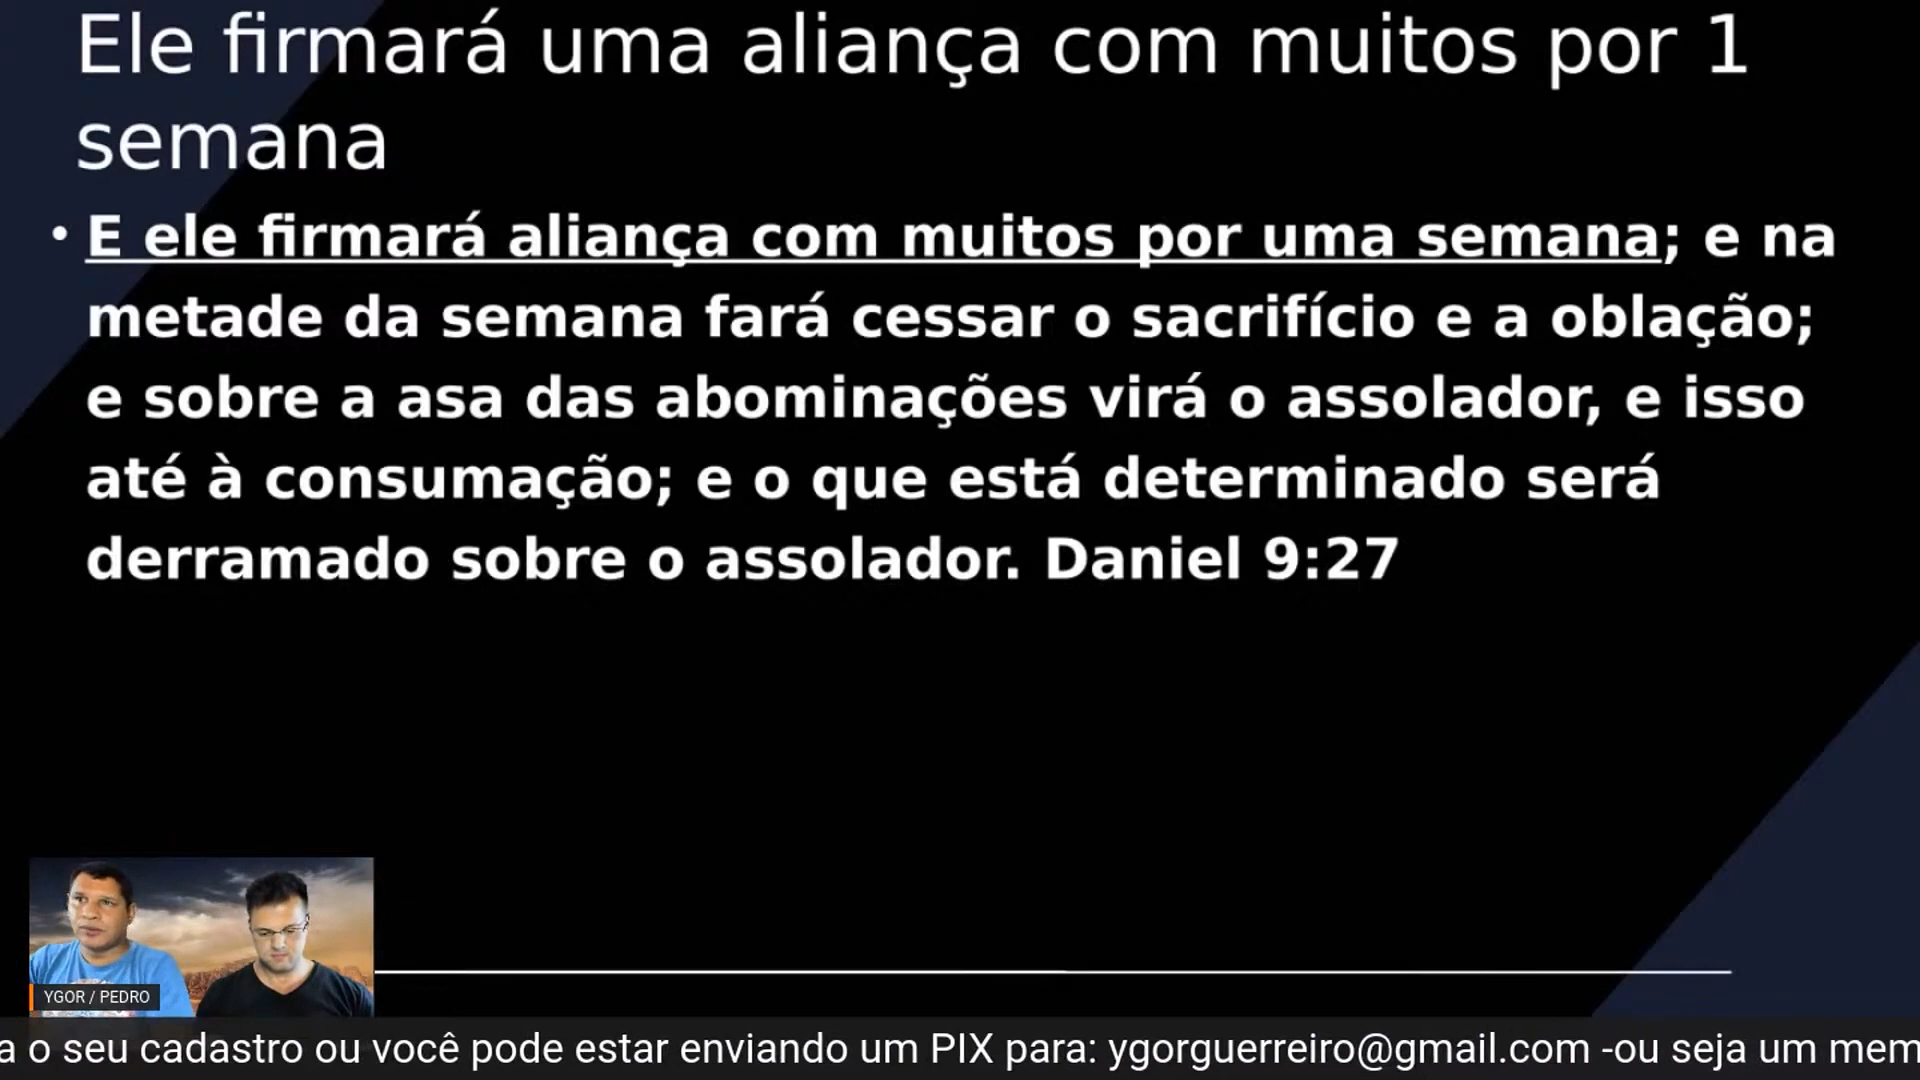 Ele firmará uma aliança com muitos por 1
semana
• E ele firmará aliança com muitos por uma semana; e na
metade da semana fará cessar o sacrifício e a oblação;
e sobre a asa das abominações virá o assolador, e isso
até à consumação; e o que está determinado será
derramado sobre o assolador. Daniel 9:27
YGOR / PEDRO
a o seu cadastro ou você pode estar enviando um PIX para: ygorguerreiro@gmail.com -ou seja um mem